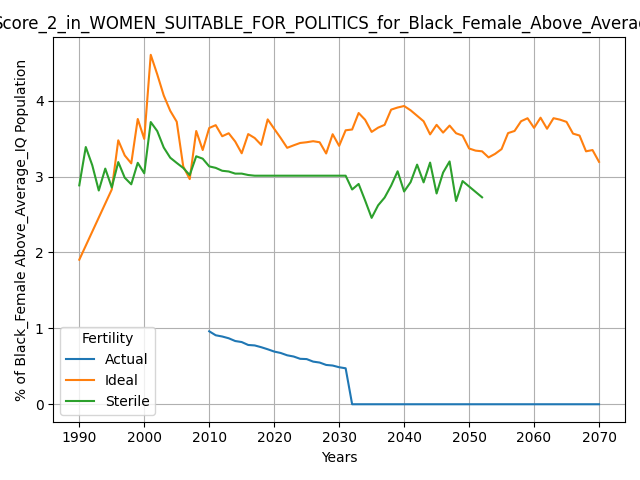 Score_2_in_WOMEN_SUITABLE_FOR_POLITICS_for_Black_Female_Above_Avera
% of Black_Female Above_Average_IQ Population
4
3
2
1
0
Fertility
Actual
Ideal
Sterile
1990 2000 2010 2020 2030 2040 2050 2060 2070
Years